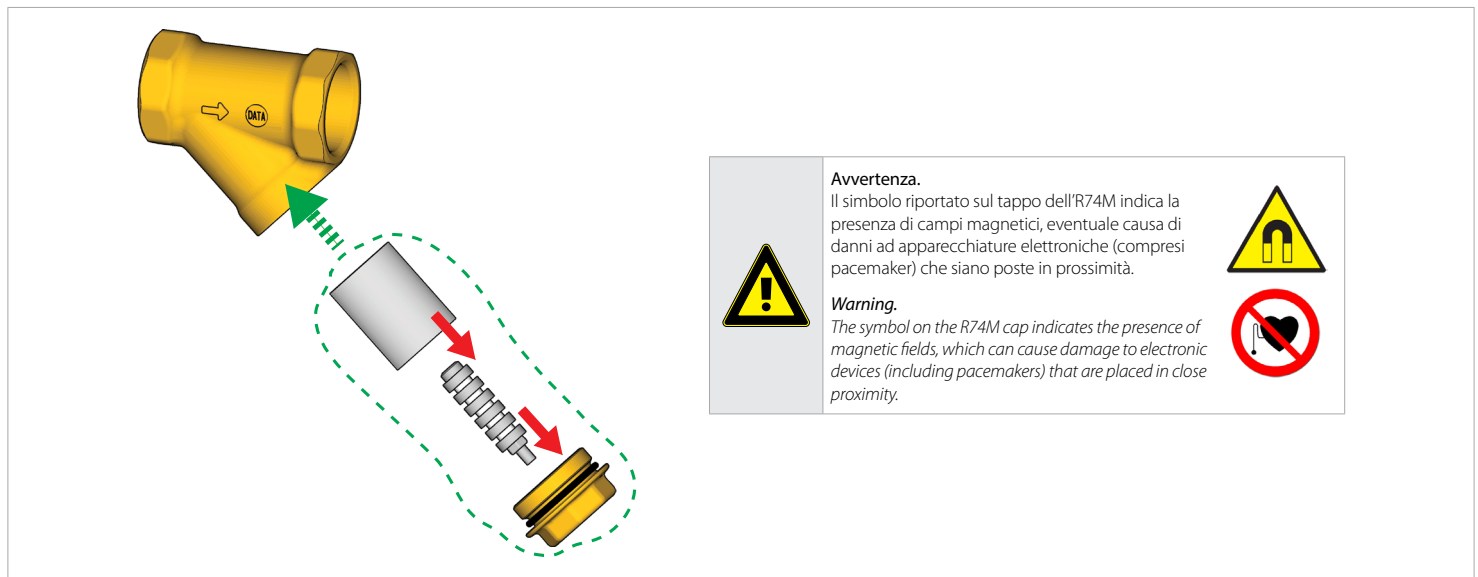 DATA
Avvertenza.
Il simbolo riportato sul tappo dell’R74M indica la
presenza di campi magnetici, eventuale causa di
danni ad apparecchiature elettroniche (compresi
pacemaker) che siano poste in prossimità.
Warning.
The symbol on the R74M cap indicates the presence of
magnetic fields, which can cause damage to electronic
devices (including pacemakers) that are placed in close
proximity.